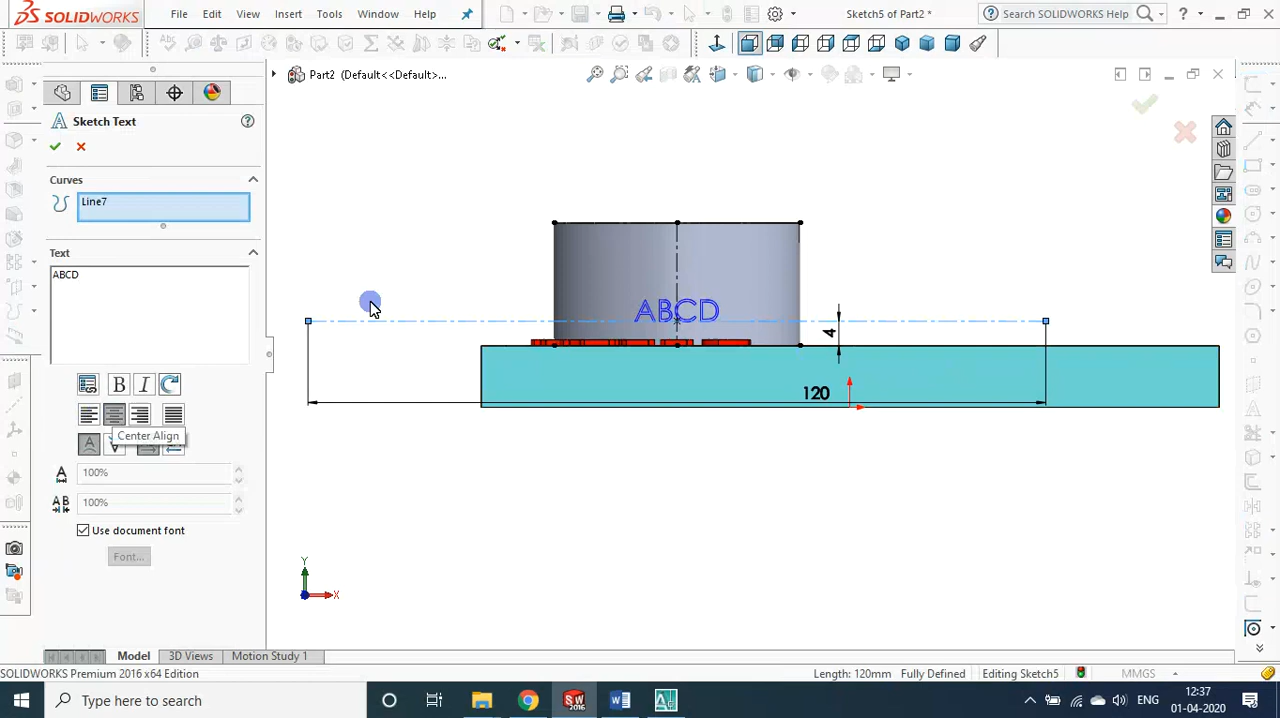 SOLIDWORKS
File Edit View Insert Tools Window Help
Sketch5 of Part2 *
Search SOLIDWORKS Help
Part2 (Default<<Default>...
Sketch Text
Curves
Line7
Text
ABCD
Center Align
100%
100%
Use document font
Font...
ABCD
4
120
Y
X
Model 3D Views Motion Study 1
SOLIDWORKS Premium 2016 x64 Edition
Length: 120mm Fully Defined Editing Sketch5 MMGS
Type here to search
ENG
12:37
01-04-2020